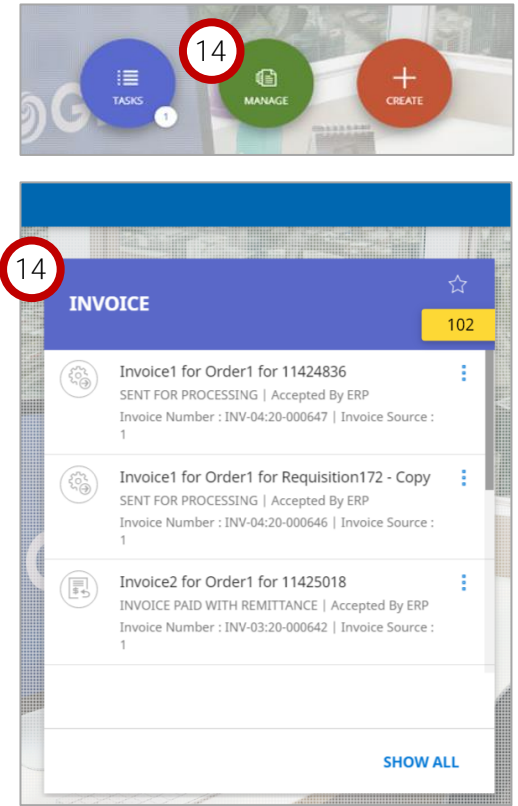 14
TASKS
1
MANAGE
CREATE
14
INVOICE
102
Invoice1 for Order1 for 11424836
SENT FOR PROCESSING | Accepted By ERP
Invoice Number : INV-04:20-000647 | Invoice Source :
1
Invoice1 for Order1 for Requisition172 - Copy
SENT FOR PROCESSING | Accepted By ERP
Invoice Number : INV-04:20-000646 | Invoice Source :
1
Invoice2 for Order1 for 11425018
INVOICE PAID WITH REMITTANCE | Accepted By ERP
Invoice Number : INV-03:20-000642 | Invoice Source :
1
SHOW ALL